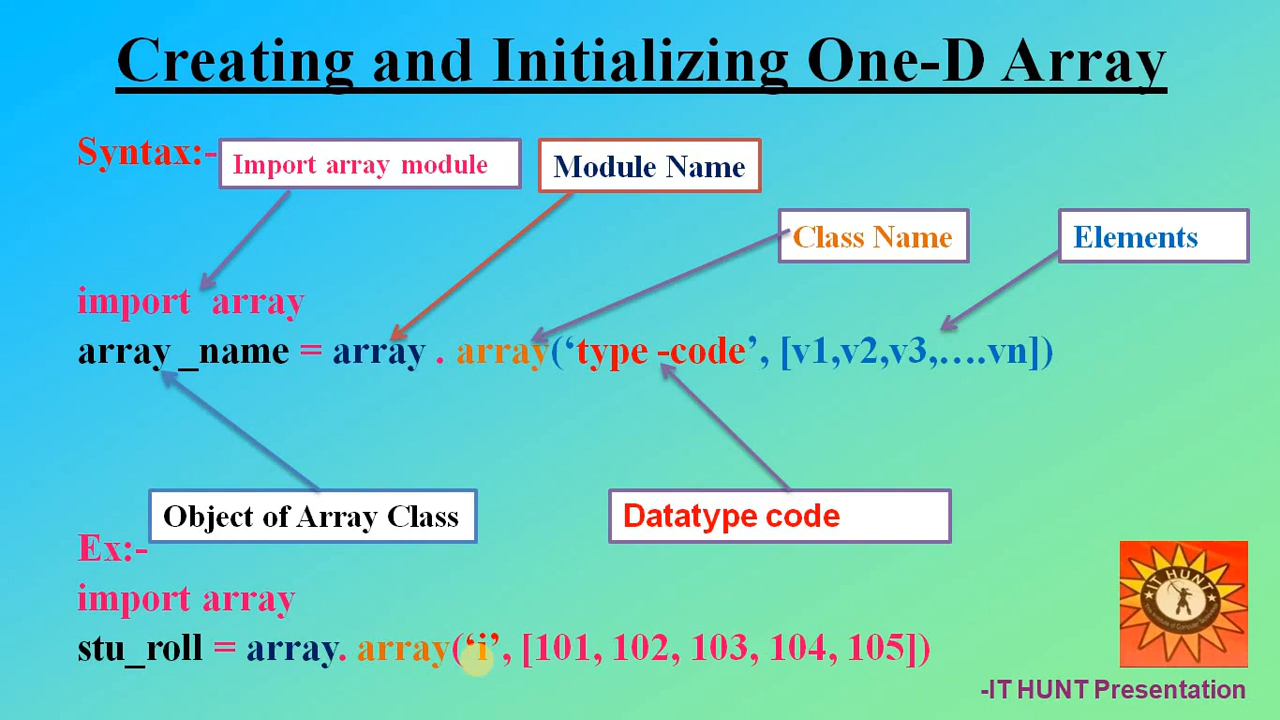 Creating and Initializing One-D Array
Syntax:-
Import array module
Module Name
Class Name
Elements
import array
array _name = array . array(‘type -code’, [v1,v2,v3,….vn])
Object of Array Class
Datatype code
Ex:-
import array
stu_roll = array. array(‘i’, [101, 102, 103, 104, 105])
IT HUNT
-IT HUNT Presentation